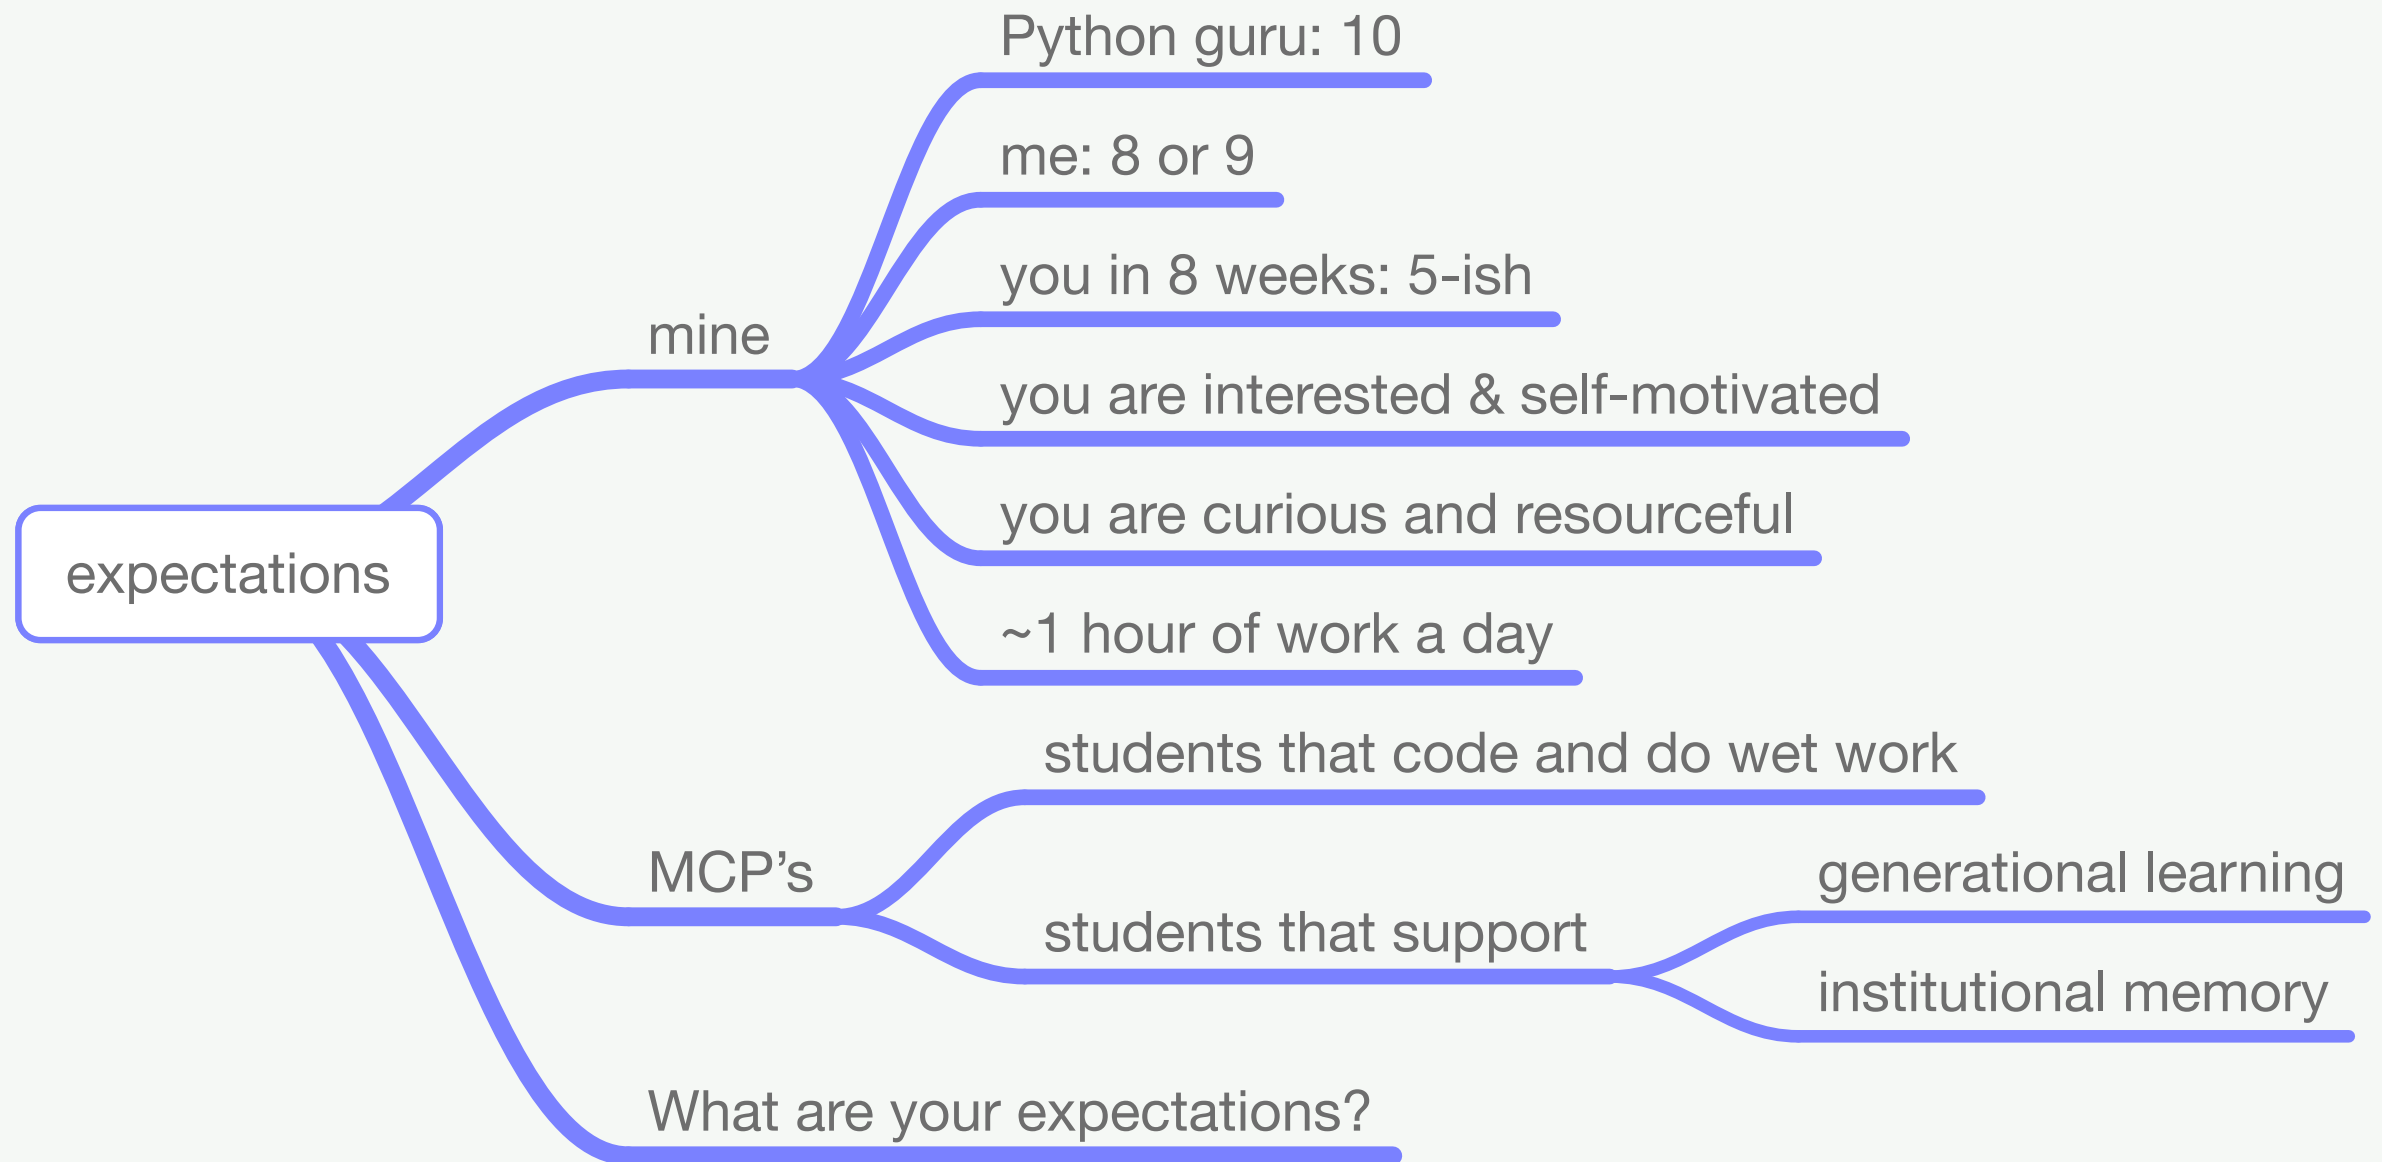 expectations
mine
Python guru: 10
me: 8 or 9
you in 8 weeks: 5-ish
you are interested & self-motivated
you are curious and resourceful
~1 hour of work a day
MCP’s
students that code and do wet work
students that support
generational learning
institutional memory
What are your expectations?